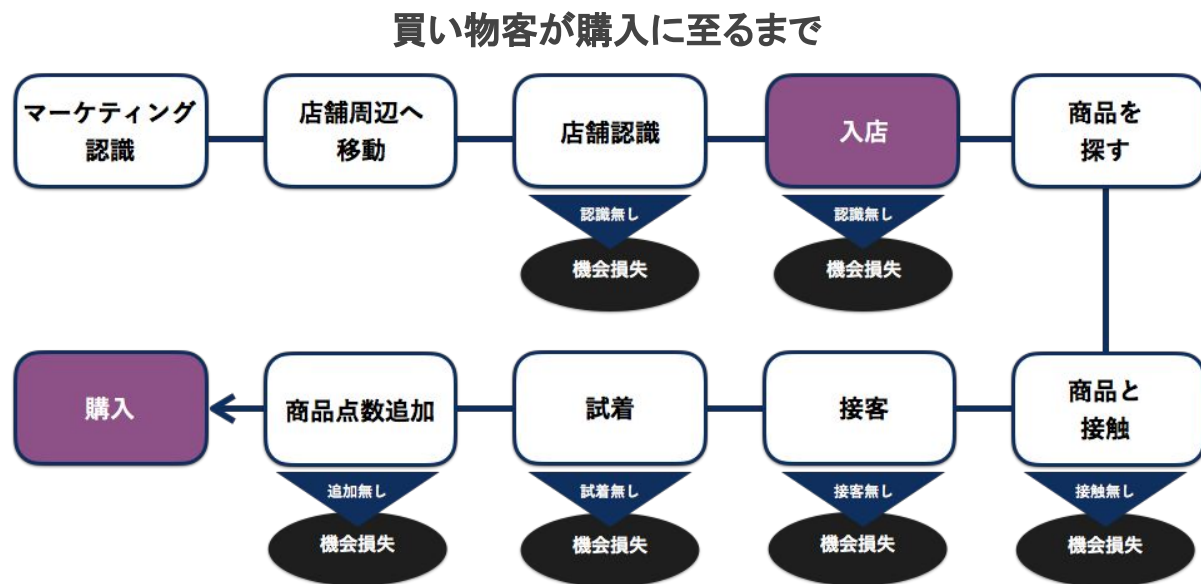 買い物客が購入に至るまで
マーケティング
認識
店舗周辺へ
移動
店舗認識
入店
商品を
探す
認識無し
認識無し
機会損失
機会損失
購入
商品点数追加
試着
接客
商品と
接触
追加無し
試着無し
接客無し
接触無し
機会損失
機会損失
機会損失
機会損失